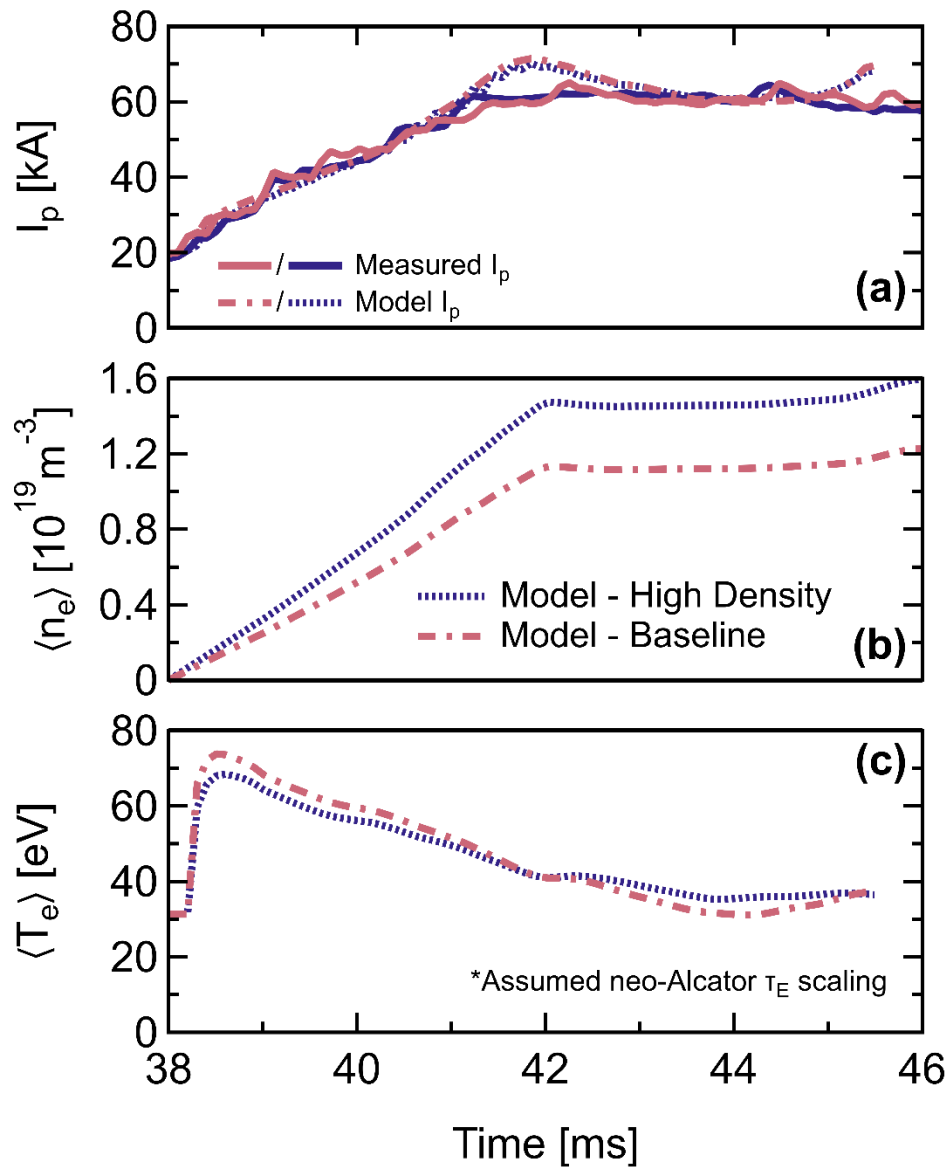 80
60
40
20
0
I_p [kA]
/ Measured I_p
/ Model I_p
(a)
1.6
1.2
0.8
0.4
0
⟨n_e⟩ [10^19 m^-3]
Model - High Density
Model - Baseline
(b)
80
60
40
20
0
⟨T_e⟩ [eV]
(c)
*Assumed neo-Alcator τ_E scaling
38 40 42 44 46
Time [ms]